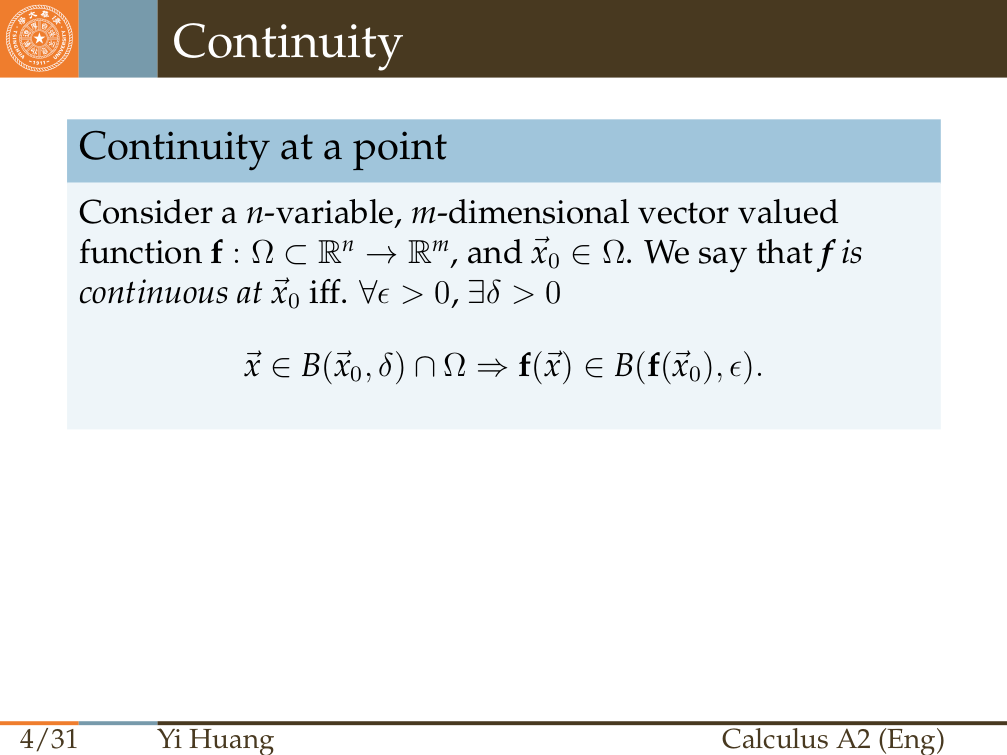 Continuity
Continuity at a point
Consider a n-variable, m-dimensional vector valued
function f : Ω ⊂ ℝⁿ → ℝᵐ, and x⃗₀ ∈ Ω. We say that f is
continuous at x⃗₀ iff. ∀ϵ > 0, ∃δ > 0
x⃗ ∈ B(x⃗₀, δ) ∩ Ω ⇒ f(x⃗) ∈ B(f(x⃗₀), ϵ).
4/31 Yi Huang Calculus A2 (Eng)